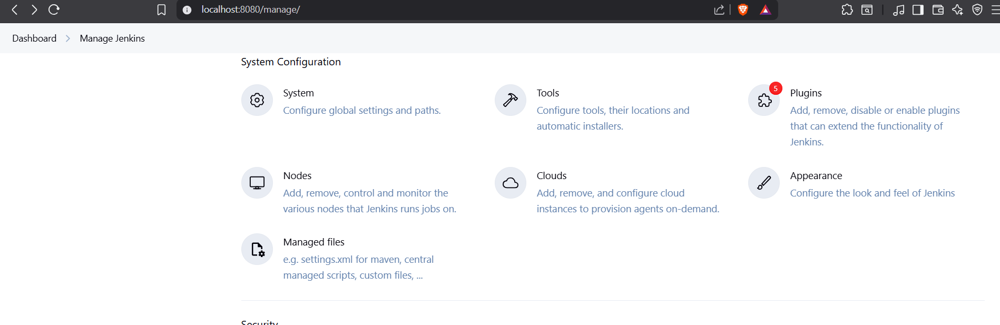 localhost:8080/manage/
Dashboard > Manage Jenkins
System Configuration
System
Configure global settings and paths.
Tools
Configure tools, their locations and
automatic installers.
5
Plugins
Add, remove, disable or enable plugins
that can extend the functionality of
Jenkins.
Nodes
Add, remove, control and monitor the
various nodes that Jenkins runs jobs on.
Clouds
Add, remove, and configure cloud
instances to provision agents on-demand.
Appearance
Configure the look and feel of Jenkins
Managed files
e.g. settings.xml for maven, central
managed scripts, custom files, ...
Security